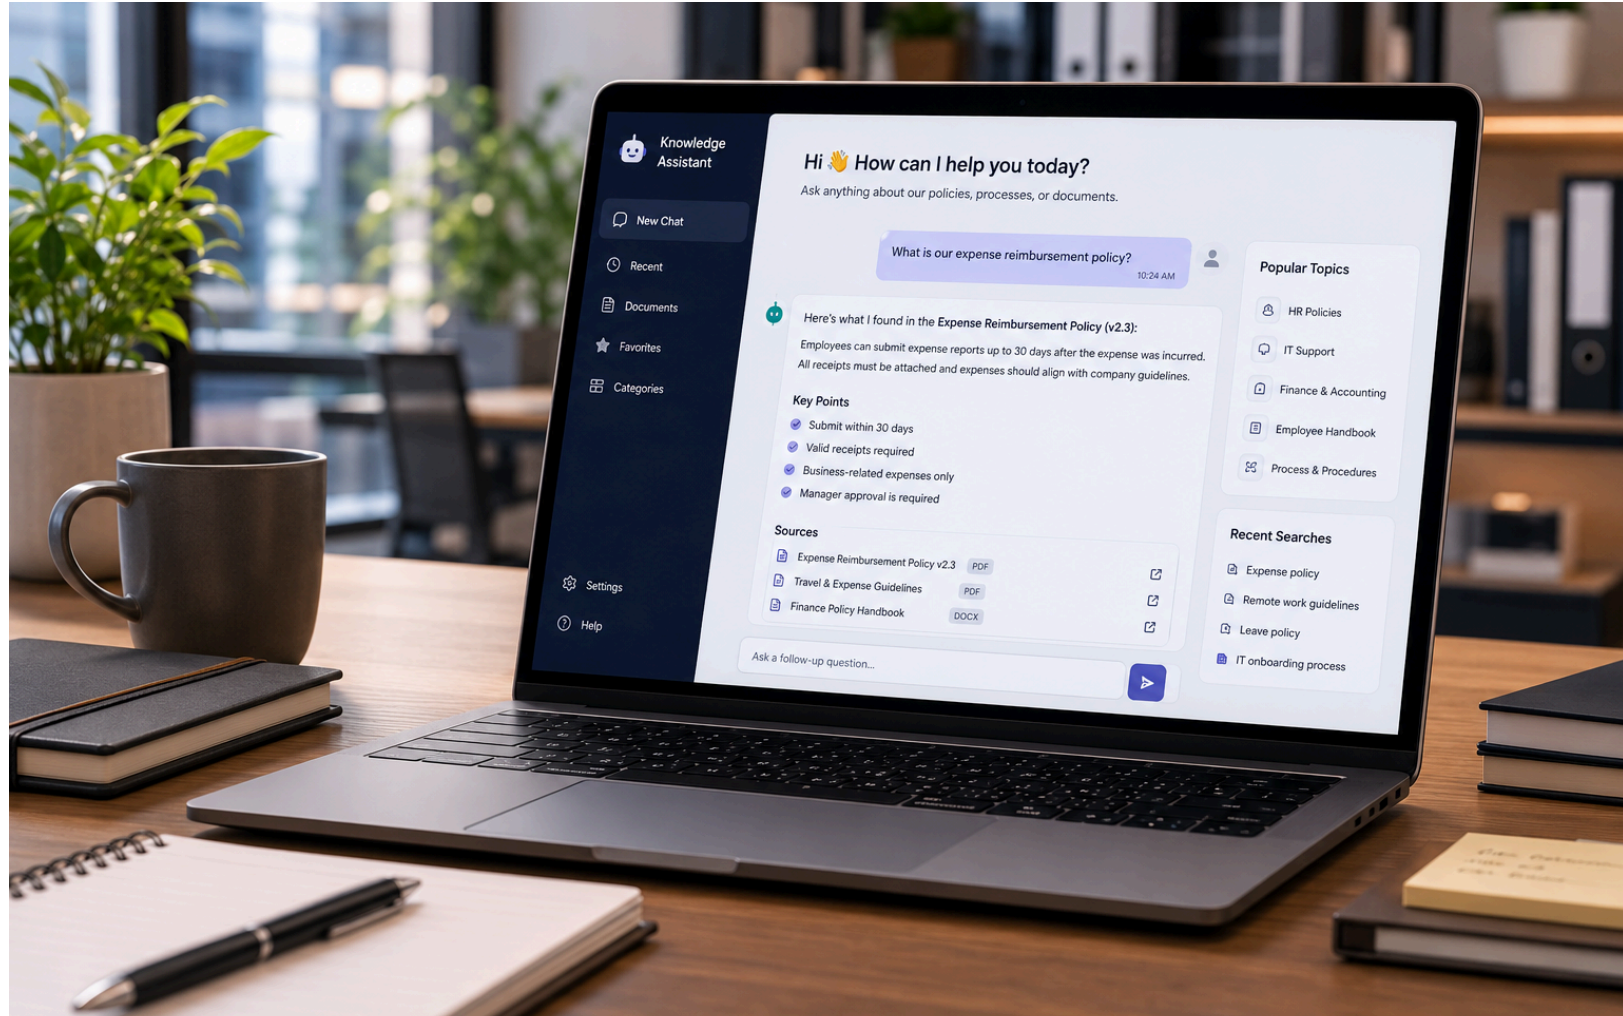 Knowledge
Assistant
New Chat
Recent
Documents
Favorites
Categories
Settings
Help
Hi 👋 How can I help you today?
Ask anything about our policies, processes, or documents.
What is our expense reimbursement policy?
10:24 AM
Here's what I found in the Expense Reimbursement Policy (v2.3):
Employees can submit expense reports up to 30 days after the expense was incurred.
All receipts must be attached and expenses should align with company guidelines.
Key Points
Submit within 30 days
Valid receipts required
Business-related expenses only
Manager approval is required
Sources
Expense Reimbursement Policy v2.3 PDF
Travel & Expense Guidelines PDF
Finance Policy Handbook DOCX
Ask a follow-up question...
Popular Topics
HR Policies
IT Support
Finance & Accounting
Employee Handbook
Process & Procedures
Recent Searches
Expense policy
Remote work guidelines
Leave policy
IT onboarding process